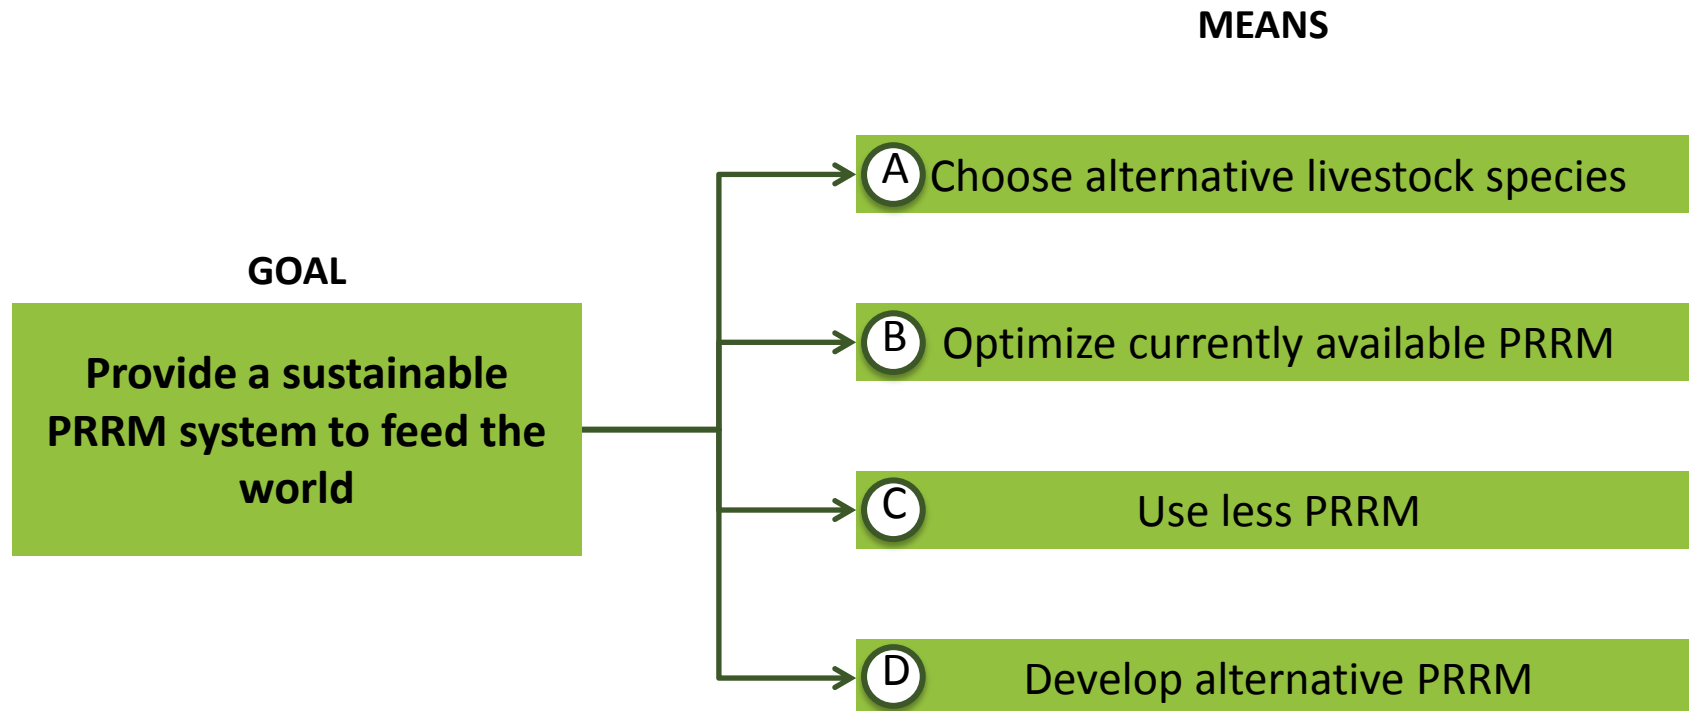 MEANS
A Choose alternative livestock species
GOAL
Provide a sustainable
PRRM system to feed the
world
B Optimize currently available PRRM
C Use less PRRM
D Develop alternative PRRM